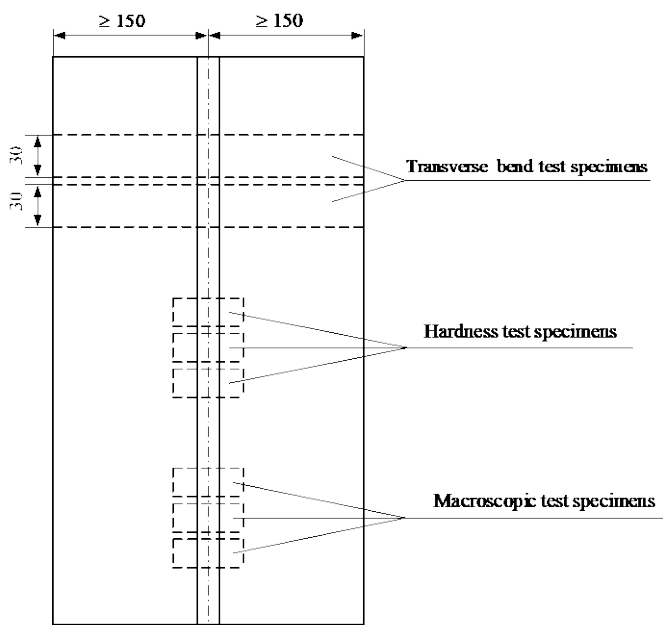 ≥ 150 ≥ 150
30
30
Transverse bend test specimens
Hardness test specimens
Macroscopic test specimens